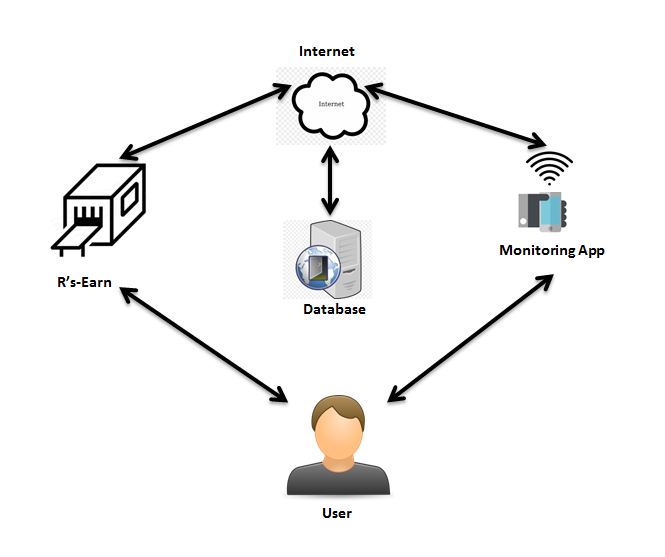 Internet
Internet
R's-Earn
Monitoring App
Database
User